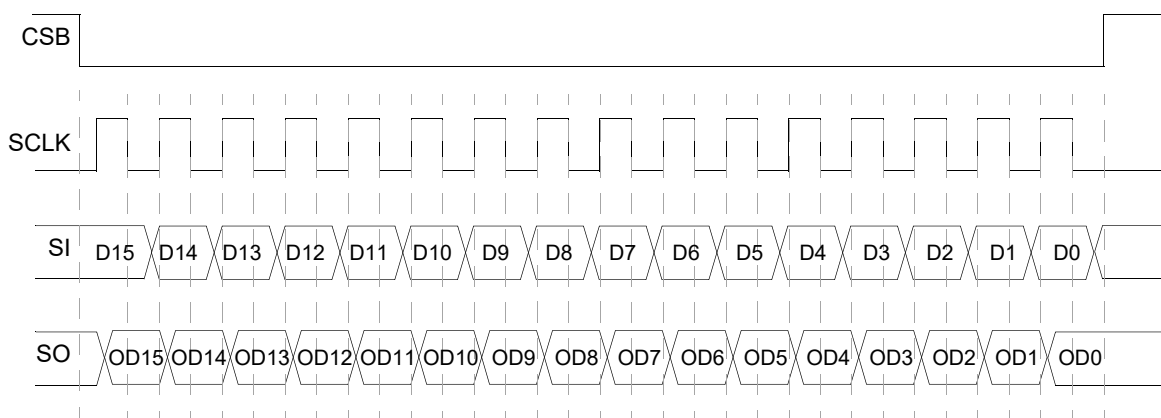 CSB
SCLK
SI D15 D14 D13 D12 D11 D10 D9 D8 D7 D6 D5 D4 D3 D2 D1 D0
SO OD15 OD14 OD13 OD12 OD11 OD10 OD9 OD8 OD7 OD6 OD5 OD4 OD3 OD2 OD1 OD0